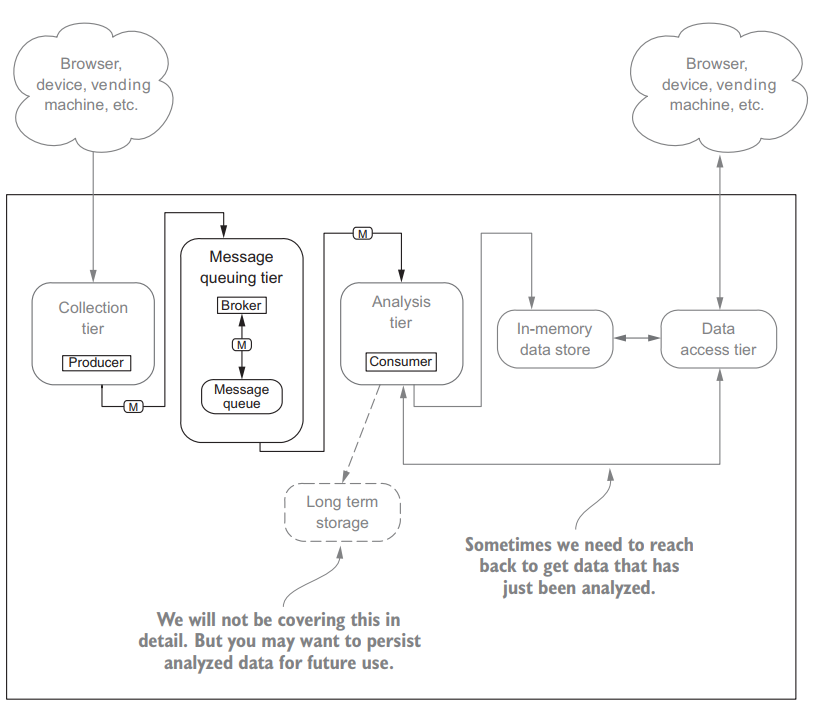 Browser,
device, vending
machine, etc.
Browser,
device, vending
machine, etc.
Collection
tier
Producer
M
Message
queuing tier
Broker
M
Message
queue
M
Analysis
tier
Consumer
In-memory
data store
Data
access tier
Long term
storage
Sometimes we need to reach
back to get data that has
just been analyzed.
We will not be covering this in
detail. But you may want to persist
analyzed data for future use.